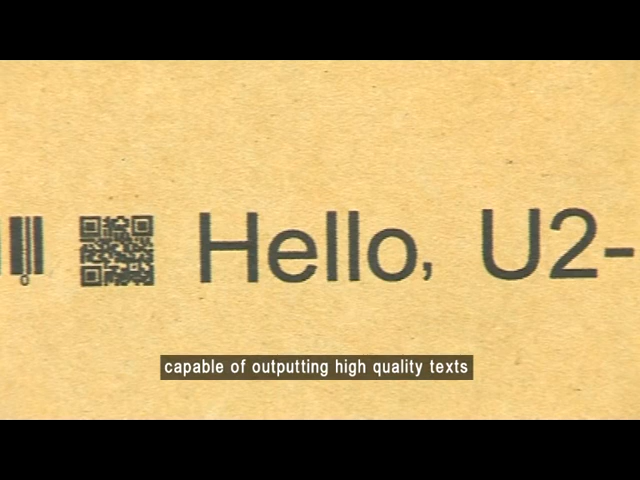 Hello, U2-
capable of outputting high quality texts